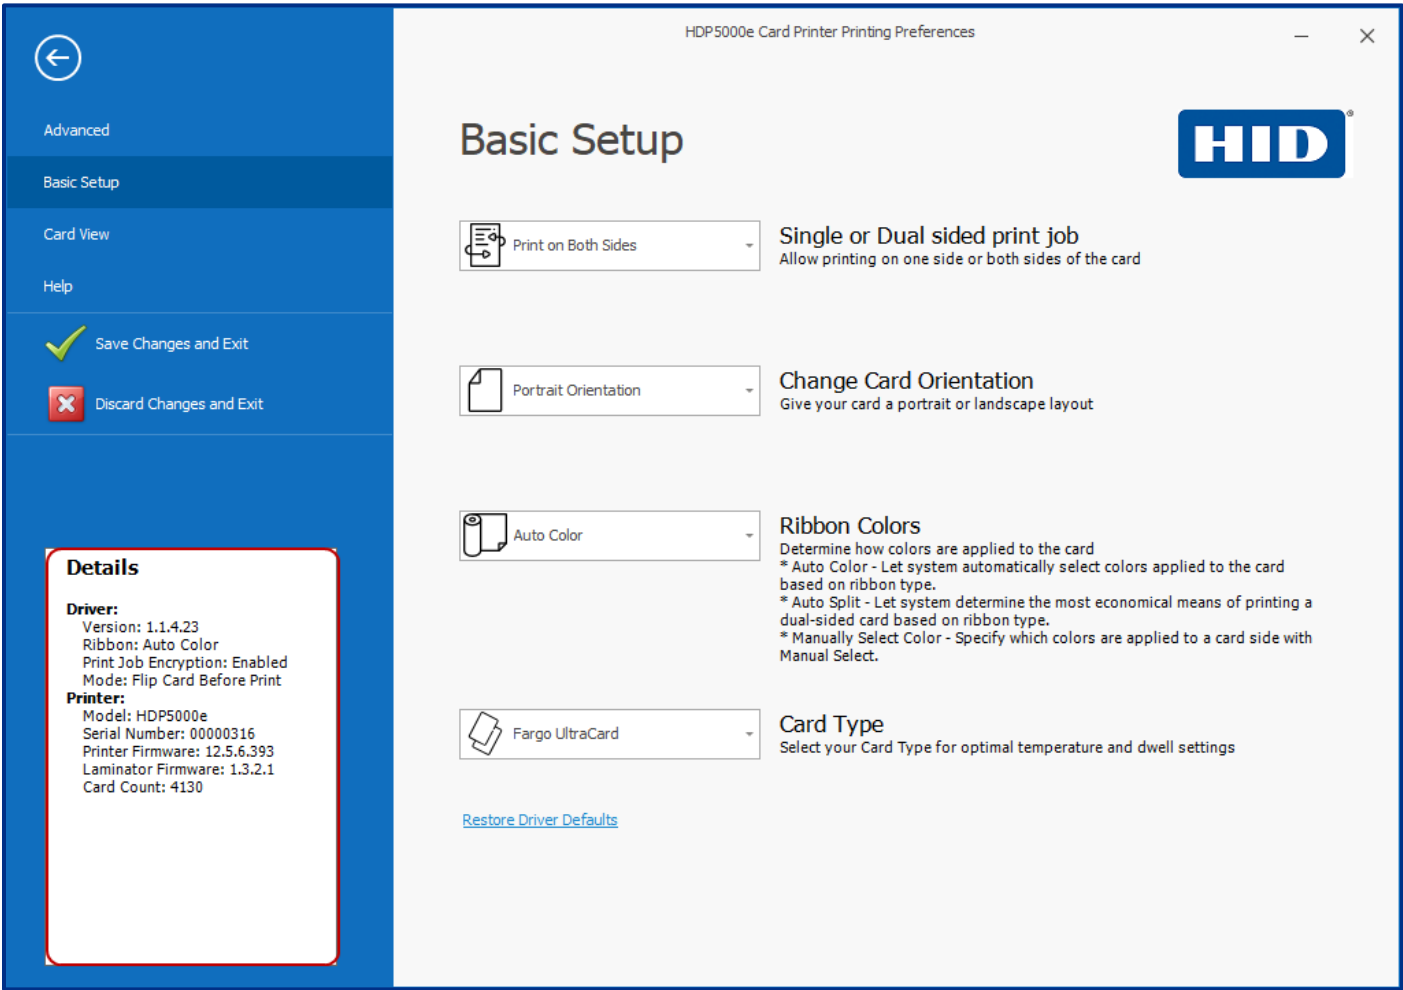 HDP5000e Card Printer Printing Preferences
Advanced
Basic Setup
Card View
Help
Save Changes and Exit
Discard Changes and Exit
Details
Driver:
Version: 1.1.4.23
Ribbon: Auto Color
Print Job Encryption: Enabled
Mode: Flip Card Before Print
Printer:
Model: HDP5000e
Serial Number: 00000316
Printer Firmware: 12.5.6.393
Laminator Firmware: 1.3.2.1
Card Count: 4130
Basic Setup
HID®
Print on Both Sides
Single or Dual sided print job
Allow printing on one side or both sides of the card
Portrait Orientation
Change Card Orientation
Give your card a portrait or landscape layout
Auto Color
Ribbon Colors
Determine how colors are applied to the card
* Auto Color - Let system automatically select colors applied to the card
based on ribbon type.
* Auto Split - Let system determine the most economical means of printing a
dual-sided card based on ribbon type.
* Manually Select Color - Specify which colors are applied to a card side with
Manual Select.
Fargo UltraCard
Card Type
Select your Card Type for optimal temperature and dwell settings
Restore Driver Defaults